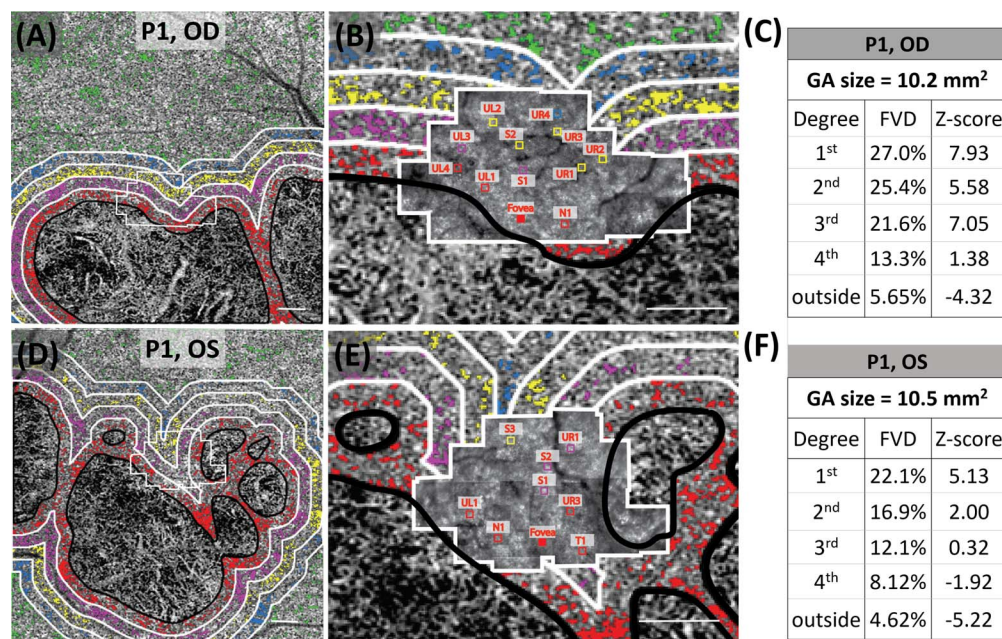 (A)
P1, OD
(B)
UL2
UR4
UL3
S2
UR3
UR2
UL4
UL1
S1
UR1
Fovea
N1
(C)
P1, OD
GA size = 10.2 mm²
Degree FVD Z-score
1st 27.0% 7.93
2nd 25.4% 5.58
3rd 21.6% 7.05
4th 13.3% 1.38
outside 5.65% -4.32
(D)
P1, OS
(E)
S3
UR1
S2
S1
UL1
UR3
N1
Fovea
T1
(F)
P1, OS
GA size = 10.5 mm²
Degree FVD Z-score
1st 22.1% 5.13
2nd 16.9% 2.00
3rd 12.1% 0.32
4th 8.12% -1.92
outside 4.62% -5.22